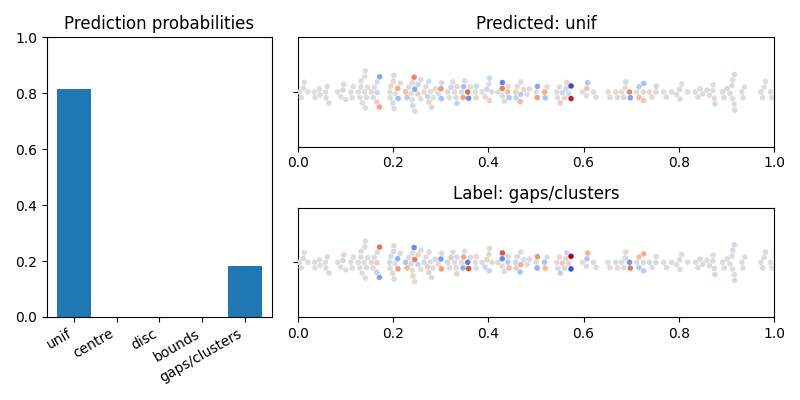 Prediction probabilities
1.0
0.8
0.6
0.4
0.2
0.0
unif
centre
disc
bounds
gaps/clusters
Predicted: unif
0.0 0.2 0.4 0.6 0.8 1.0
Label: gaps/clusters
0.0 0.2 0.4 0.6 0.8 1.0